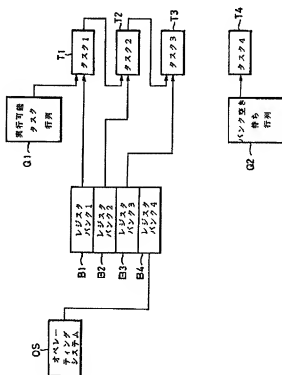 T1
タスク1
T2
タスク2
T3
タスク3
T4
タスク4
実行可能
タスク
行列
Q1
バンク空き
待ち
行列
Q2
レジスタ
バンク1
レジスタ
バンク2
レジスタ
バンク3
レジスタ
バンク4
B1
B2
B3
B4
OS
オペレー
ティング
システム